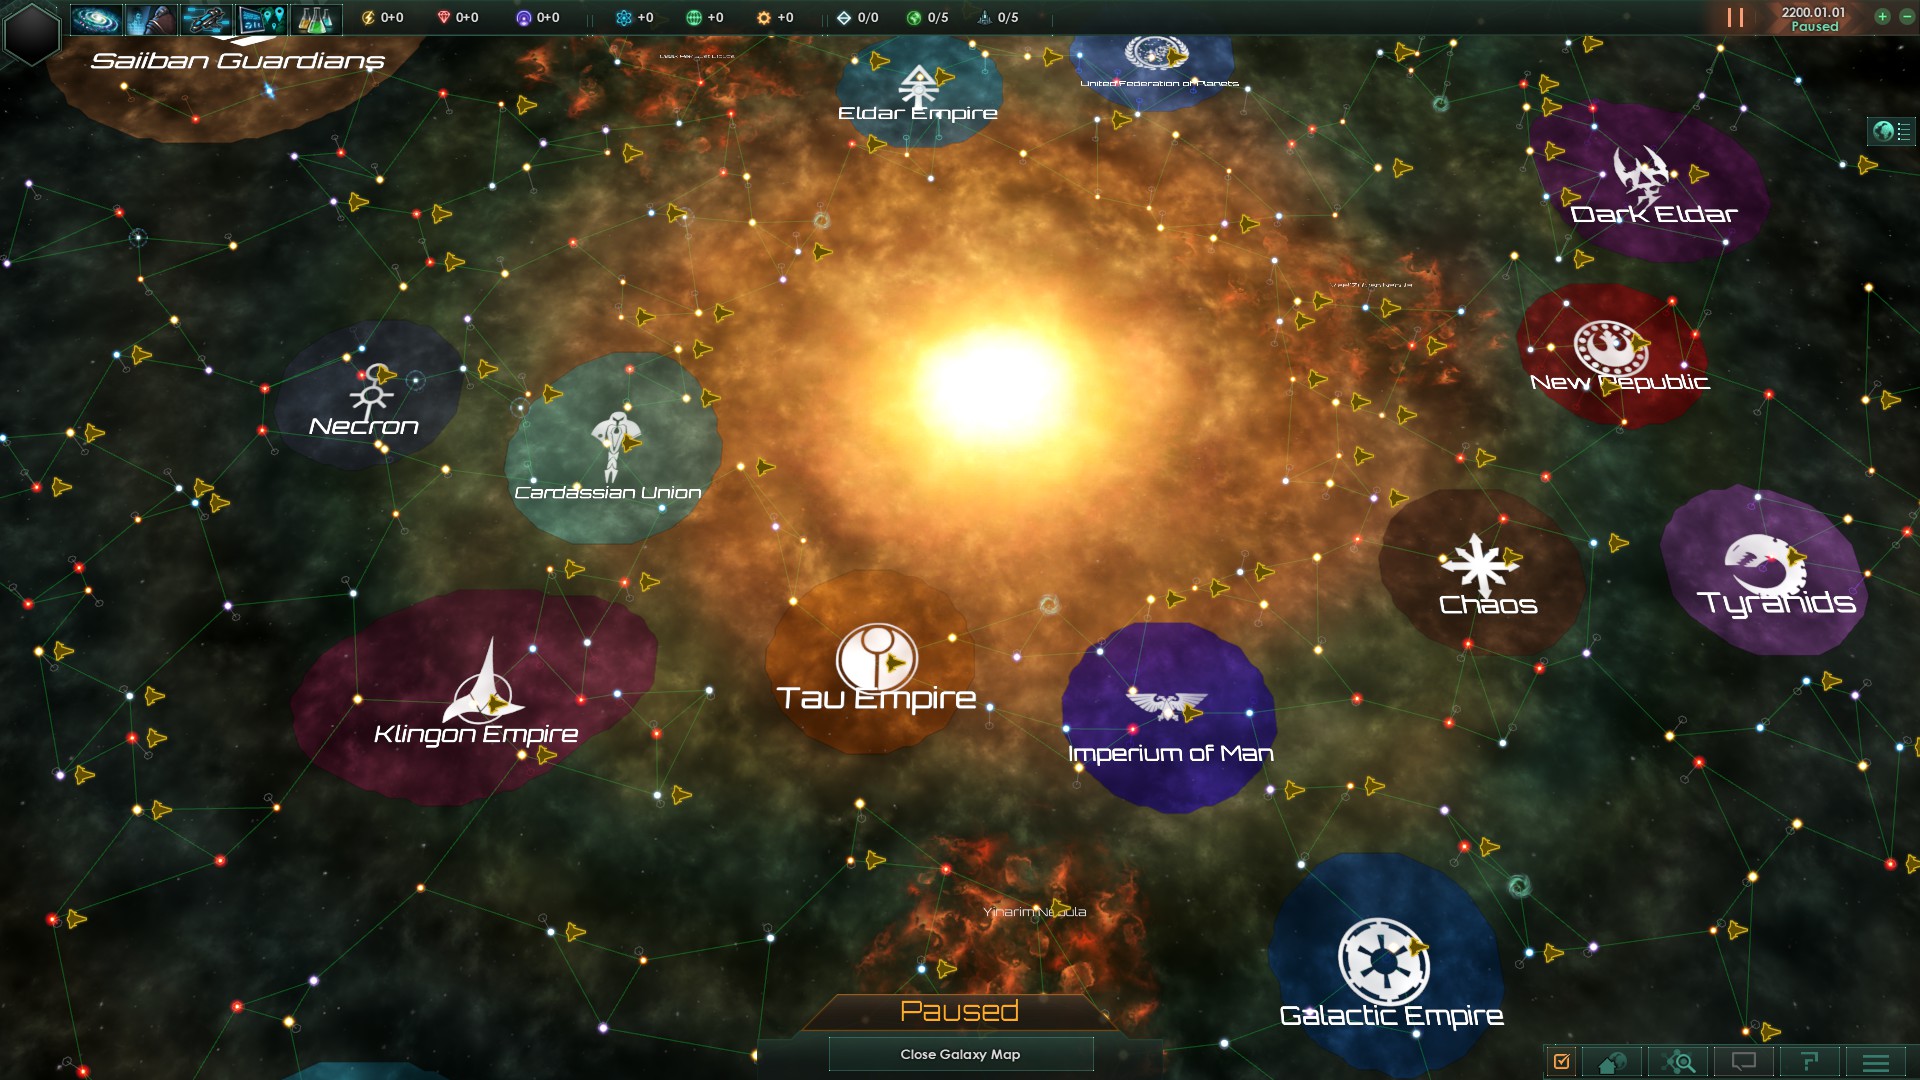 0+0
0+0
0+0
+0
+0
+0
0/0
0/5
0/5
2200.01.01
Paused
Saiiban Guardians
Eldar Empire
United Federation of Planets
Dark Eldar
New Republic
Necron
Cardassian Union
Chaos
Tyranids
Klingon Empire
Tau Empire
Imperium of Man
Yinarim Nebula
Galactic Empire
Paused
Close Galaxy Map